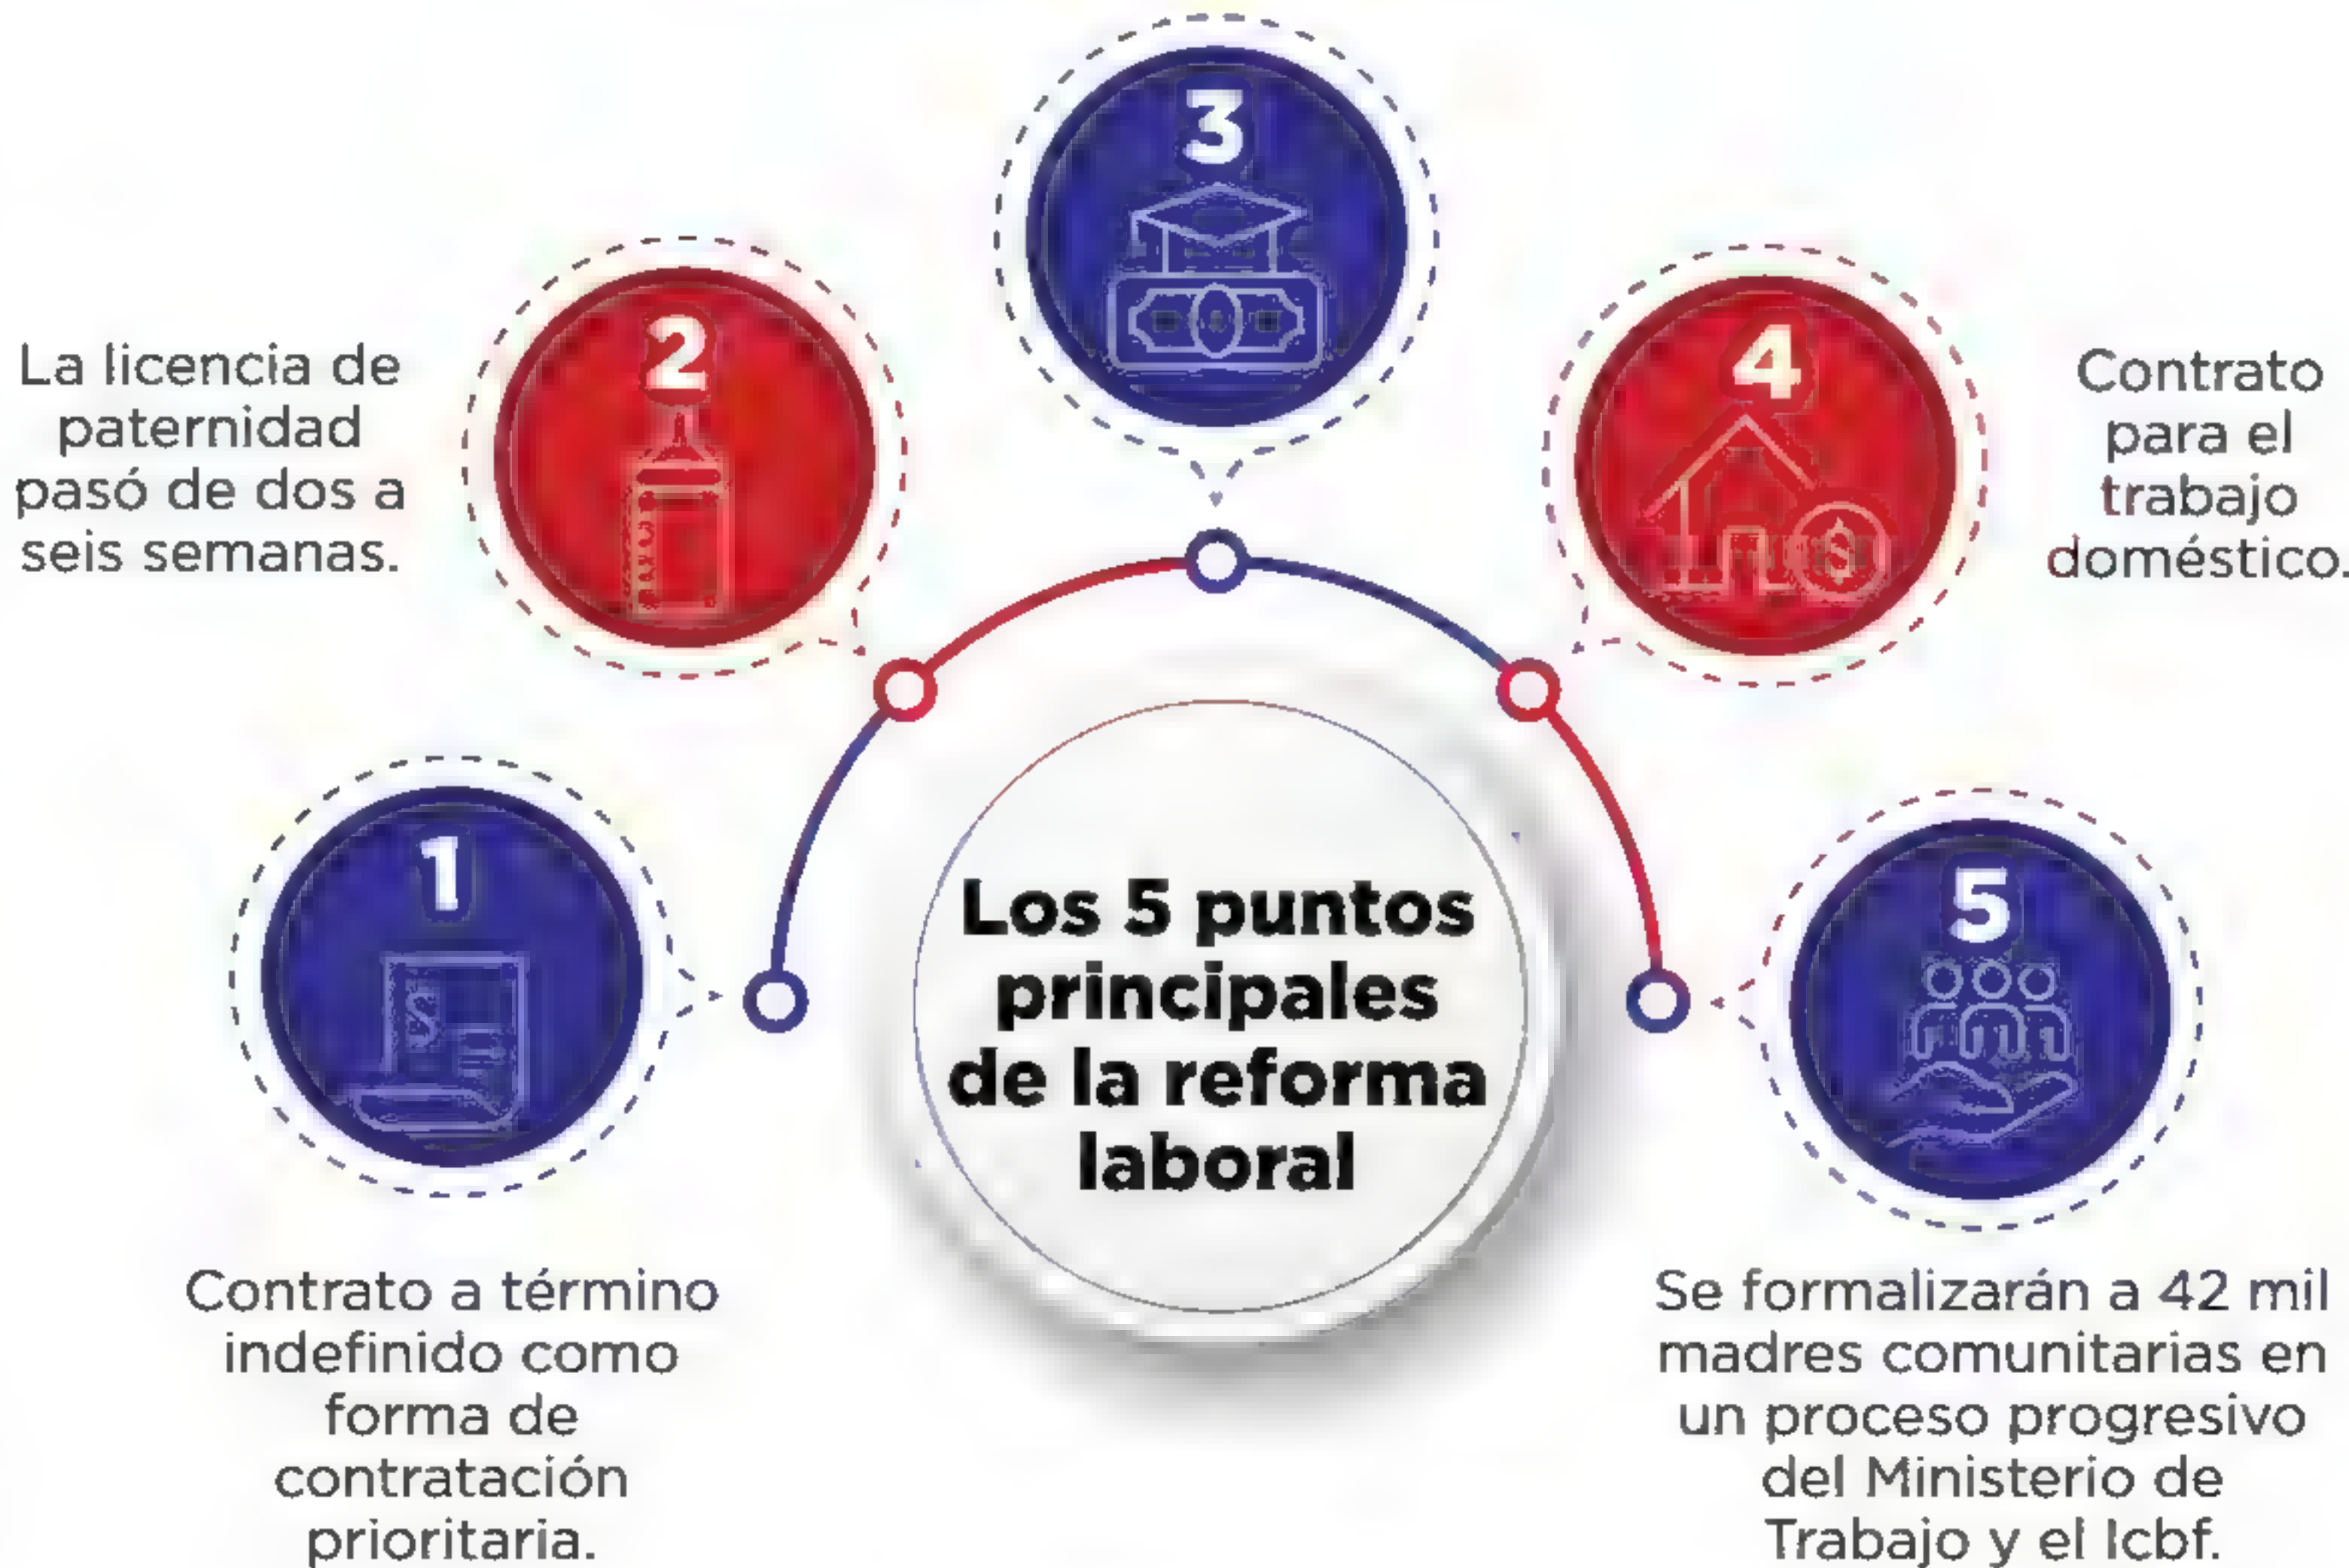 3
2
La licencia de
paternidad
pasó de dos a
seis semanas.
4
Contrato
para el
trabajo
doméstico.
1
Contrato a término
indefinido como
forma de
contratación
prioritaria.
Los 5 puntos
principales
de la reforma
laboral
5
Se formalizarán a 42 mil
madres comunitarias en
un proceso progresivo
del Ministerio de
Trabajo y el Icbf.